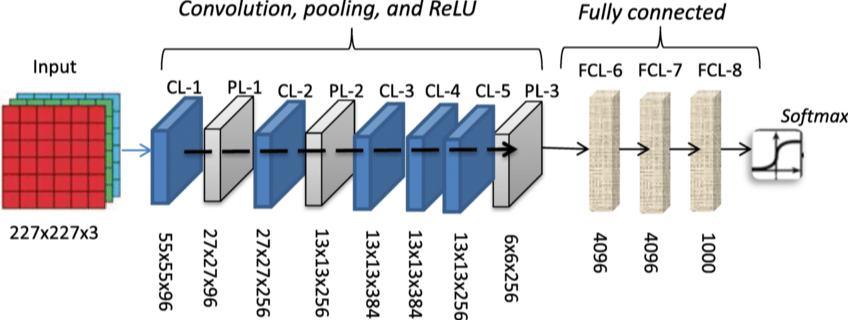 Convolution, pooling, and ReLU
Fully connected
Input
CL-1
PL-1
CL-2
PL-2
CL-3
CL-4
CL-5
PL-3
FCL-6
FCL-7
FCL-8
Softmax
227x227x3
55x55x96
27x27x96
27x27x256
13x13x256
13x13x384
13x13x384
13x13x256
6x6x256
4096
4096
1000